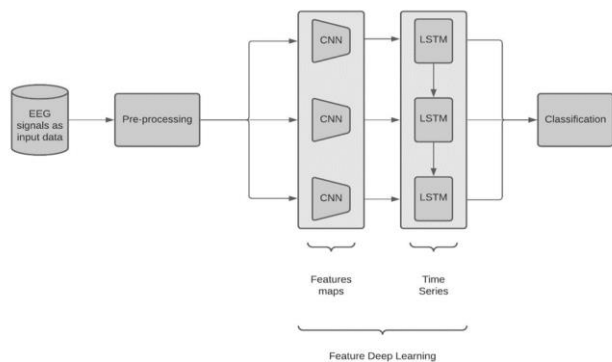 EEG
signals as
input data
Pre-processing
CNN
CNN
CNN
LSTM
LSTM
LSTM
Classification
Features
maps
Time
Series
Feature Deep Learning